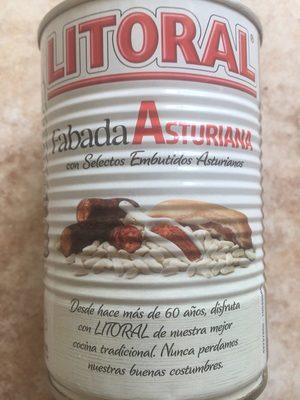 LITORAL
Fabada ASTURIANA
con Selectos Embutidos Asturianos
Desde hace más de 60 años, disfruta
con LITORAL de nuestra mejor
cocina tradicional. Nunca perdamos
nuestras buenas costumbres.